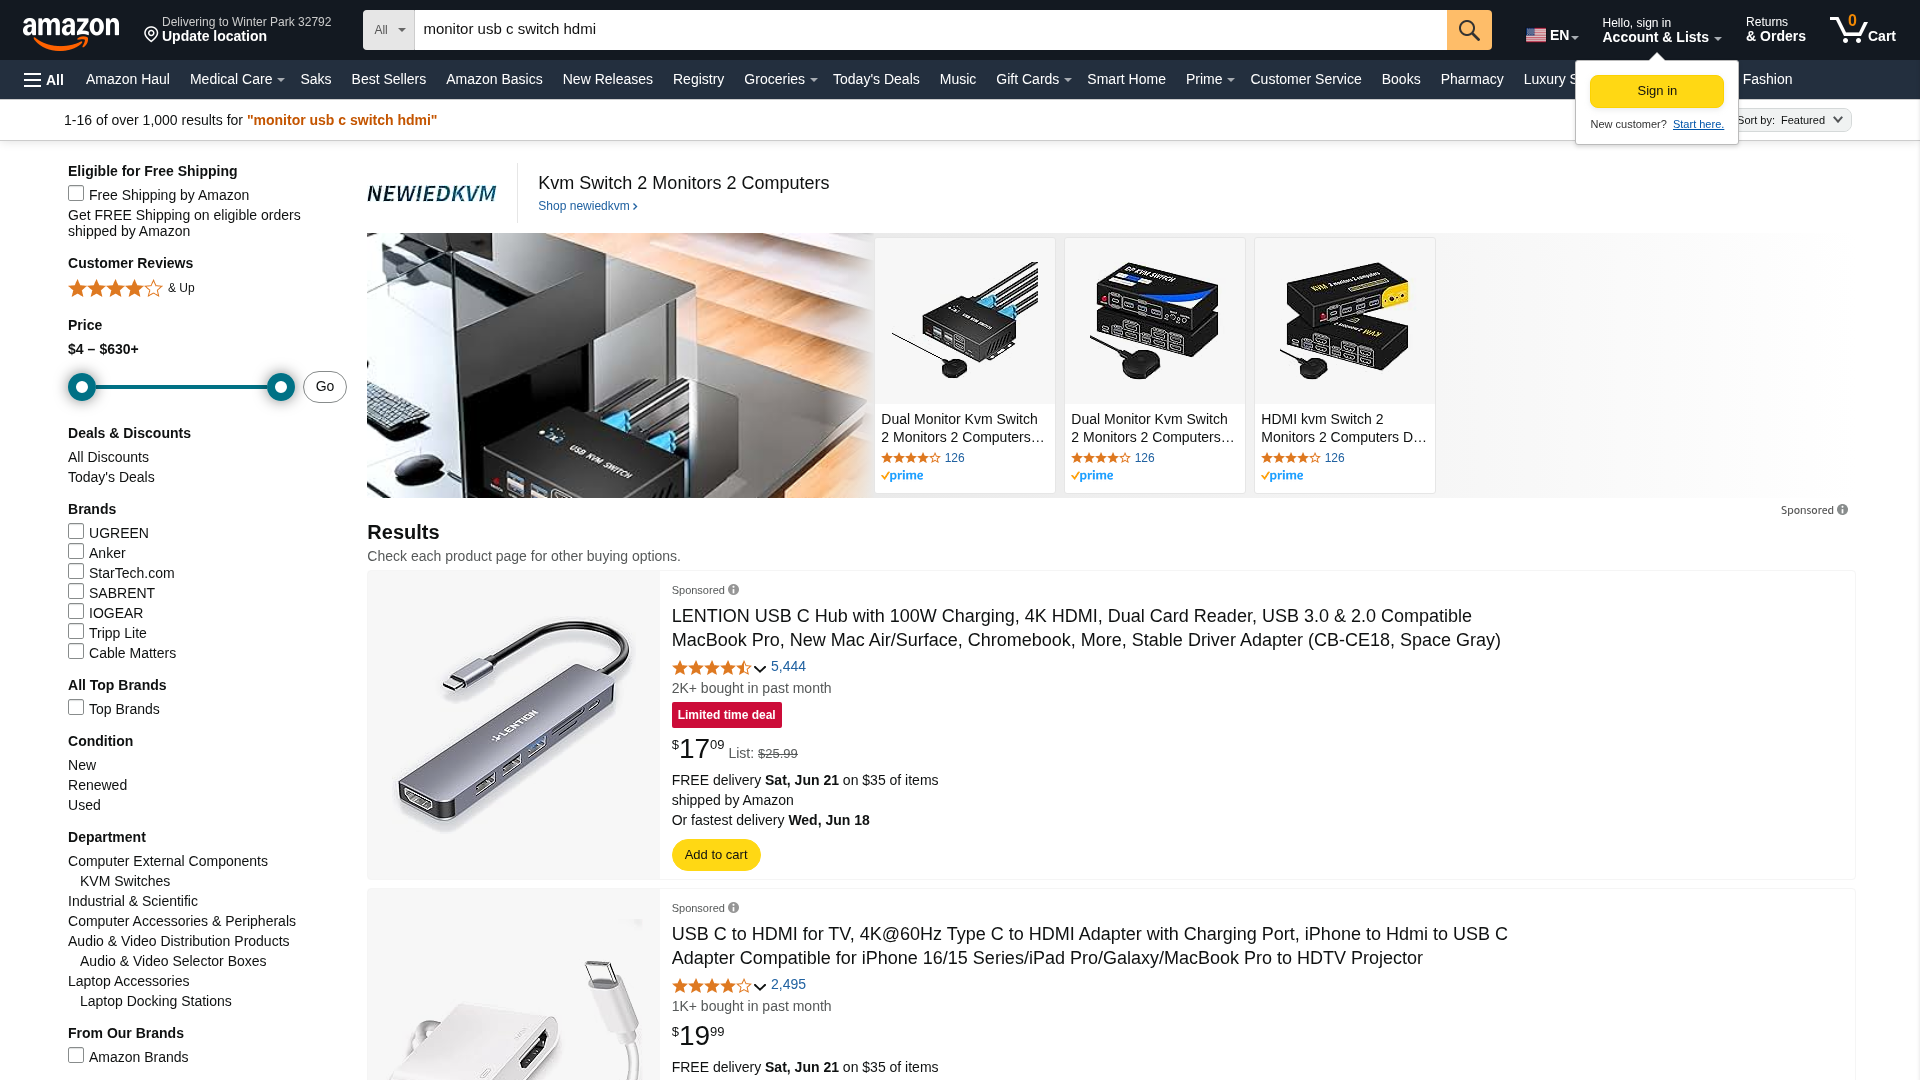 amazon
Delivering to Winter Park 32792
Update location
All
monitor usb c switch hdmi
EN
Hello, sign in
Account & Lists
Returns
& Orders
0
Cart
All
Amazon Haul
Medical Care
Saks
Best Sellers
Amazon Basics
New Releases
Registry
Groceries
Today's Deals
Music
Gift Cards
Smart Home
Prime
Customer Service
Books
Pharmacy
Luxury S
Fashion
Sign in
New customer? Start here.
1-16 of over 1,000 results for "monitor usb c switch hdmi"
Sort by: Featured
Eligible for Free Shipping
Free Shipping by Amazon
Get FREE Shipping on eligible orders
shipped by Amazon
Customer Reviews
& Up
Price
$4 – $630+
Go
Deals & Discounts
All Discounts
Today's Deals
Brands
UGREEN
Anker
StarTech.com
SABRENT
IOGEAR
Tripp Lite
Cable Matters
All Top Brands
Top Brands
Condition
New
Renewed
Used
Department
Computer External Components
KVM Switches
Industrial & Scientific
Computer Accessories & Peripherals
Audio & Video Distribution Products
Audio & Video Selector Boxes
Laptop Accessories
Laptop Docking Stations
From Our Brands
Amazon Brands
NEWIEDKVM
Kvm Switch 2 Monitors 2 Computers
Shop newiedkvm
USB KVM SWITCH
Dual Monitor Kvm Switch
2 Monitors 2 Computers…
126
prime
Dual Monitor Kvm Switch
2 Monitors 2 Computers…
126
prime
HDMI kvm Switch 2
Monitors 2 Computers D…
126
prime
Sponsored
Results
Check each product page for other buying options.
LENTION
Sponsored
LENTION USB C Hub with 100W Charging, 4K HDMI, Dual Card Reader, USB 3.0 & 2.0 Compatible
MacBook Pro, New Mac Air/Surface, Chromebook, More, Stable Driver Adapter (CB-CE18, Space Gray)
5,444
2K+ bought in past month
Limited time deal
$1709 List: $25.99
FREE delivery Sat, Jun 21 on $35 of items
shipped by Amazon
Or fastest delivery Wed, Jun 18
Add to cart
Sponsored
USB C to HDMI for TV, 4K@60Hz Type C to HDMI Adapter with Charging Port, iPhone to Hdmi to USB C
Adapter Compatible for iPhone 16/15 Series/iPad Pro/Galaxy/MacBook Pro to HDTV Projector
2,495
1K+ bought in past month
$1999
FREE delivery Sat, Jun 21 on $35 of items